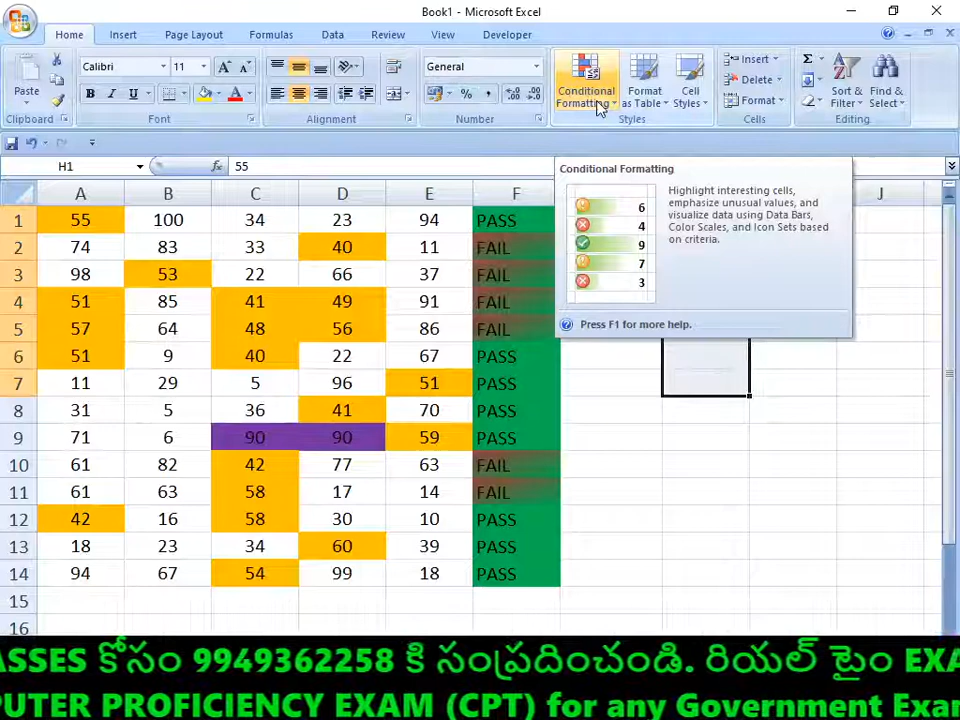 Book1 - Microsoft Excel
Home Insert Page Layout Formulas Data Review View Developer
Paste Calibri 11 General Conditional Formatting Format as Table Cell Styles Insert Delete Format Sort & Filter Find & Select
Clipboard Font Alignment Number Styles Cells Editing
H1 fx 55
A B C D E F J
1 55 100 34 23 94 PASS
2 74 83 33 40 11 FAIL
3 98 53 22 66 37 FAIL
4 51 85 41 49 91 FAIL
5 57 64 48 56 86 FAIL
6 51 9 40 22 67 PASS
7 11 29 5 96 51 PASS
8 31 5 36 41 70 PASS
9 71 6 90 90 59 PASS
10 61 82 42 77 63 FAIL
11 61 63 58 17 14 FAIL
12 42 16 58 30 10 PASS
13 18 23 34 60 39 PASS
14 94 67 54 99 18 PASS
15
16
Conditional Formatting
6
4
9
7
3
Highlight interesting cells,
emphasize unusual values, and
visualize data using Data Bars,
Color Scales, and Icon Sets based
on criteria.
Press F1 for more help.
ASSES కోసం 9949362258 కి సంప్రదించండి. రియల్ టైం EXA
PUTER PROFICIENCY EXAM (CPT) for any Government Exam